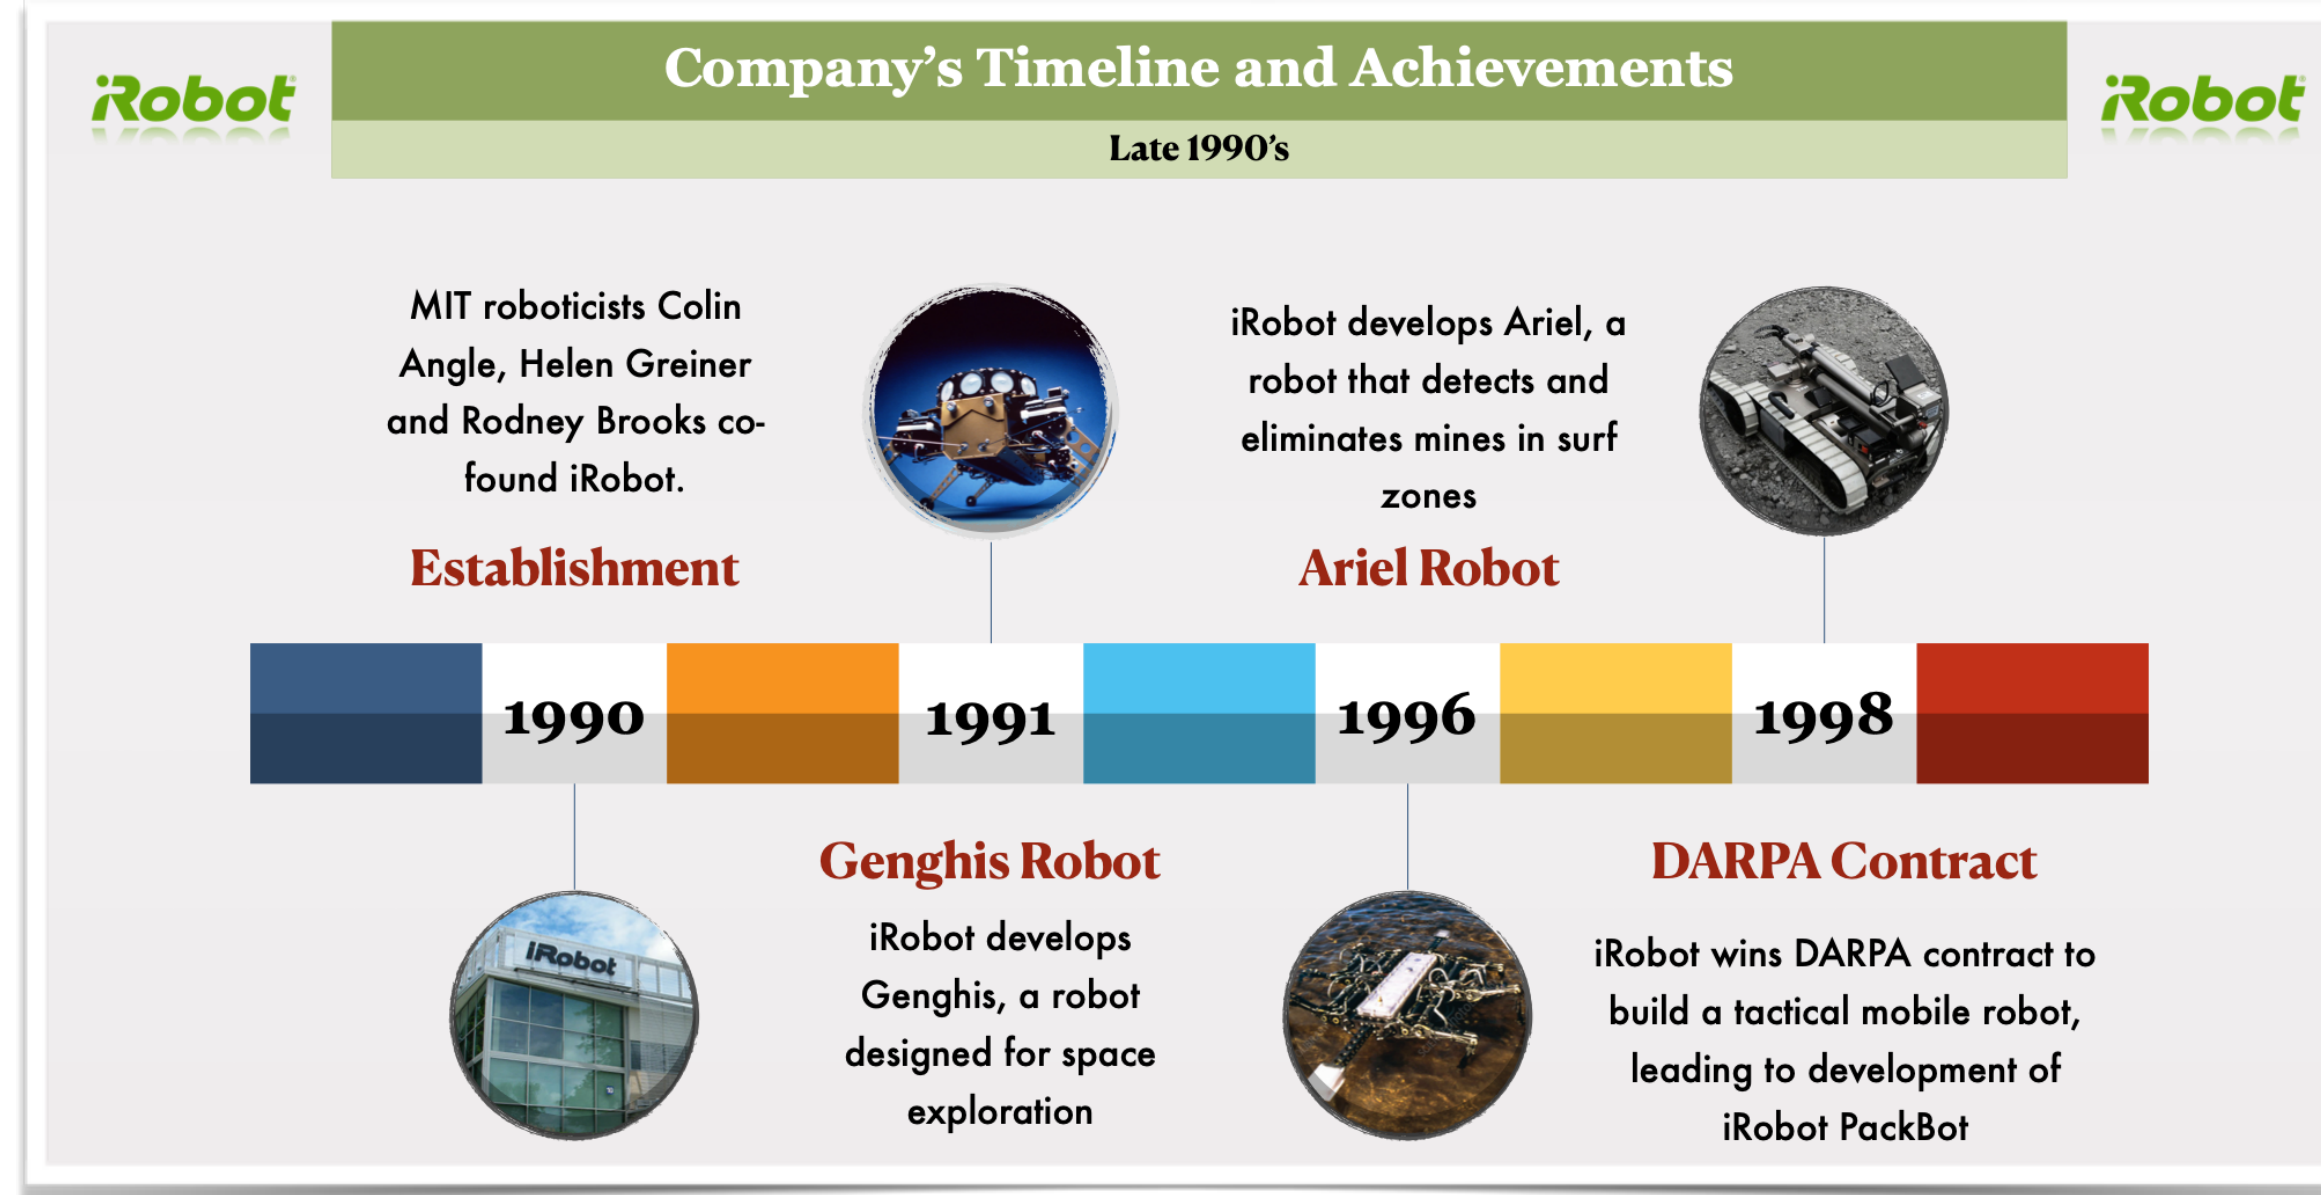 iRobot
Company's Timeline and Achievements
iRobot
Late 1990's
MIT roboticists Colin
Angle, Helen Greiner
and Rodney Brooks co-
found iRobot.
Establishment
iRobot develops Ariel, a
robot that detects and
eliminates mines in surf
zones
Ariel Robot
1990
1991
1996
1998
iRobot
Genghis Robot
iRobot develops
Genghis, a robot
designed for space
exploration
DARPA Contract
iRobot wins DARPA contract to
build a tactical mobile robot,
leading to development of
iRobot PackBot